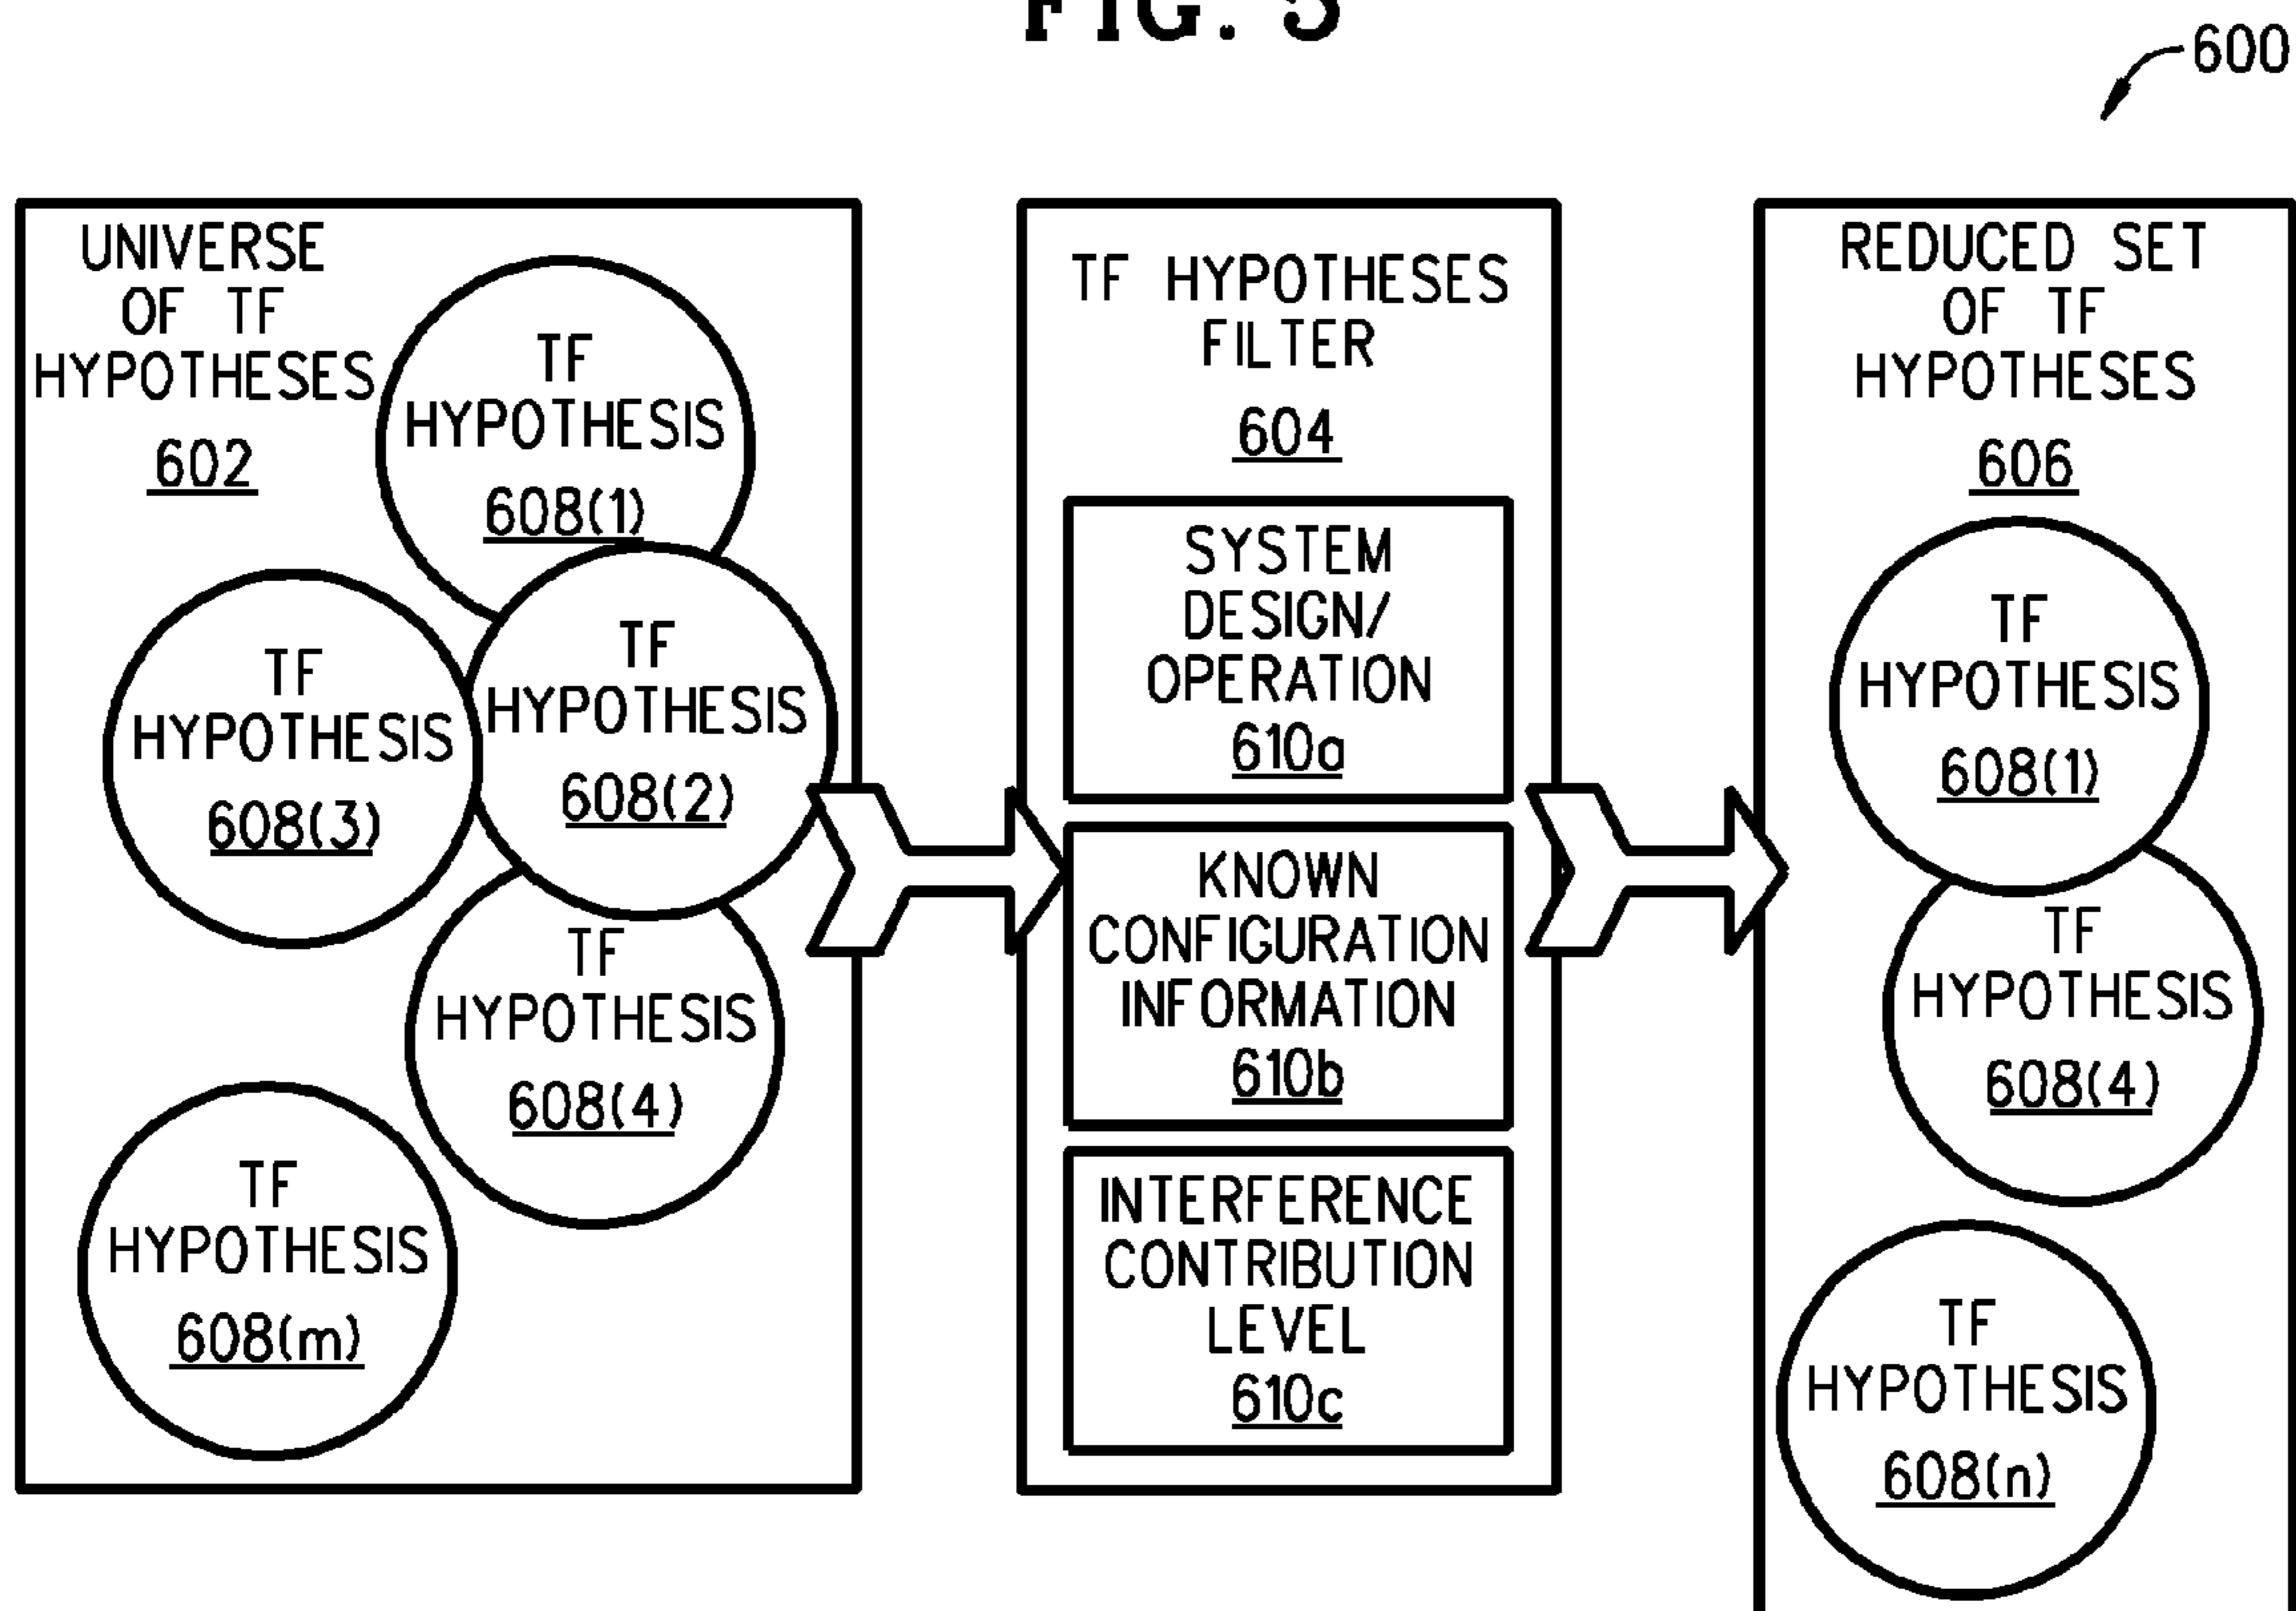 FIG. 5
600
UNIVERSE
OF TF
HYPOTHESES
602
TF
HYPOTHESIS
608(1)
TF
HYPOTHESIS
608(2)
TF
HYPOTHESIS
608(3)
TF
HYPOTHESIS
608(4)
TF
HYPOTHESIS
608(m)
TF HYPOTHESES
FILTER
604
SYSTEM
DESIGN/
OPERATION
610a
KNOWN
CONFIGURATION
INFORMATION
610b
INTERFERENCE
CONTRIBUTION
LEVEL
610c
REDUCED SET
OF TF
HYPOTHESES
606
TF
HYPOTHESIS
608(1)
TF
HYPOTHESIS
608(4)
TF
HYPOTHESIS
608(n)